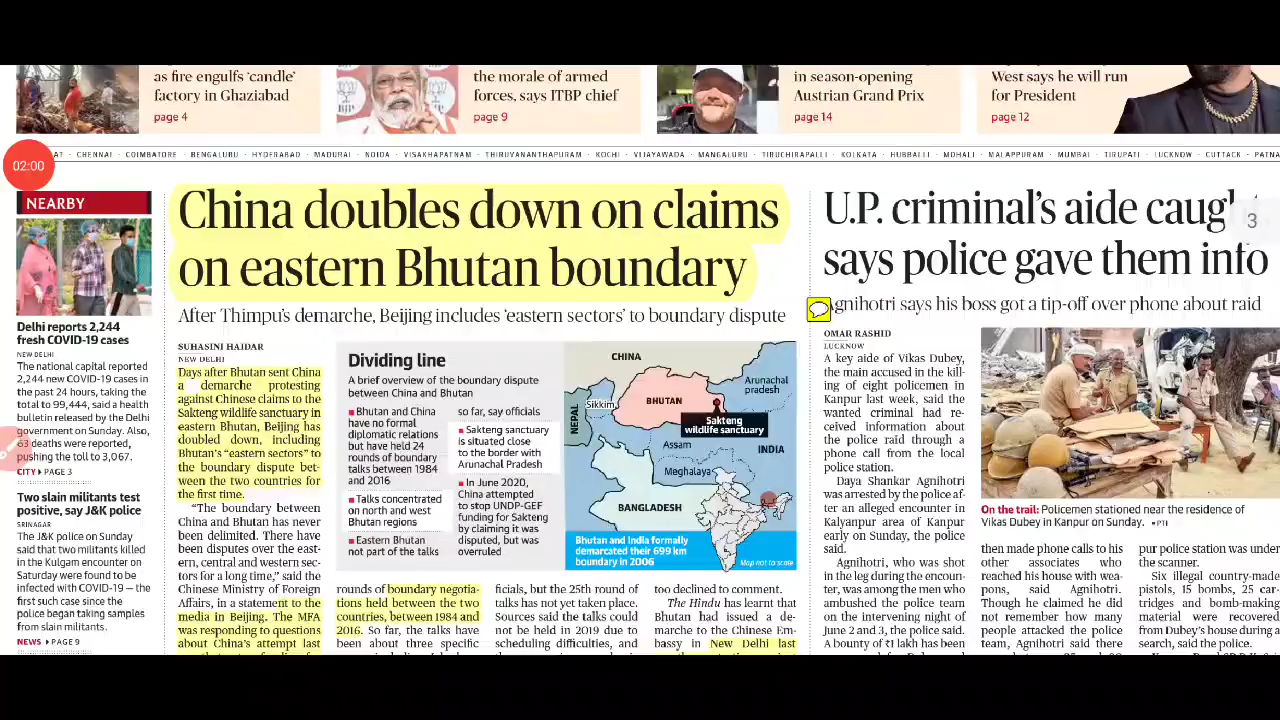 as fire engulfs ‘candle’
factory in Ghaziabad
page 4
the morale of armed
forces, says ITBP chief
page 9
in season-opening
Austrian Grand Prix
page 14
West says he will run
for President
page 12
02:00
CHENNAI · COIMBATORE · BENGALURU · HYDERABAD · MADURAI · NOIDA · VISAKHAPATNAM · THIRUVANANTHAPURAM · KOCHI · VIJAYAWADA · MANGALURU · TIRUCHIRAPALLI · KOLKATA · HUBBALLI · MOHALI · MALAPPURAM · MUMBAI · TIRUPATI · LUCKNOW · CUTTACK · PATNA
NEARBY
Delhi reports 2,244
fresh COVID-19 cases
NEW DELHI
The national capital reported
2,244 new COVID-19 cases in
the past 24 hours, taking the
total to 99,444, said a health
bulletin released by the Delhi
government on Sunday. Also,
63 deaths were reported,
pushing the toll to 3,067.
CITY PAGE 3
Two slain militants test
positive, say J&K police
SRINAGAR
The J&K police on Sunday
said that two militants killed
in the Kulgam encounter on
Saturday were found to be
infected with COVID-19 — the
first such case since the
police began taking samples
from slain militants.
NEWS PAGE 9
China doubles down on claims
on eastern Bhutan boundary
After Thimpu’s demarche, Beijing includes ‘eastern sectors’ to boundary dispute
SUHASINI HAIDAR
NEW DELHI
Days after Bhutan sent China
a demarche protesting
against Chinese claims to the
Sakteng wildlife sanctuary in
eastern Bhutan, Beijing has
doubled down, including
Bhutan’s “eastern sectors” to
the boundary dispute bet-
ween the two countries for
the first time.
“The boundary between
China and Bhutan has never
been delimited. There have
been disputes over the east-
ern, central and western sec-
tors for a long time,” said the
Chinese Ministry of Foreign
Affairs, in a statement to the
media in Beijing. The MFA
was responding to questions
about China’s attempt last
Dividing line
A brief overview of the boundary dispute
between China and Bhutan
Bhutan and China
have no formal
diplomatic relations
but have held 24
rounds of boundary
talks between 1984
and 2016
Talks concentrated
on north and west
Bhutan regions
Eastern Bhutan
not part of the talks
so far, say officials
Sakteng sanctuary
is situated close
to the border with
Arunachal Pradesh
In June 2020,
China attempted
to stop UNDP-GEF
funding for Sakteng
by claiming it was
disputed, but was
overruled
CHINA
Arunachal
pradesh
BHUTAN
Sikkim
NEPAL
Sakteng
wildlife sanctuary
Assam
INDIA
Meghalaya
BANGLADESH
Bhutan and India formally
demarcated their 699 km
boundary in 2006
Map not to scale
rounds of boundary negotia-
tions held between the two
countries, between 1984 and
2016. So far, the talks have
been about three specific
ficials, but the 25th round of
talks has not yet taken place.
Sources said the talks could
not be held in 2019 due to
scheduling difficulties, and
too declined to comment.
The Hindu has learnt that
Bhutan had issued a de-
marche to the Chinese Em-
bassy in New Delhi last
U.P. criminal’s aide caug
says police gave them info
3
gnihotri says his boss got a tip-off over phone about raid
OMAR RASHID
LUCKNOW
A key aide of Vikas Dubey,
the main accused in the kill-
ing of eight policemen in
Kanpur last week, said the
wanted criminal had re-
ceived information about
the police raid through a
phone call from the local
police station.
Daya Shankar Agnihotri
was arrested by the police af-
ter an alleged encounter in
Kalyanpur area of Kanpur
early on Sunday, the police
said.
Agnihotri, who was shot
in the leg during the encoun-
ter, was among the men who
ambushed the police team
on the intervening night of
June 2 and 3, the police said.
A bounty of ₹1 lakh has been
On the trail: Policemen stationed near the residence of
Vikas Dubey in Kanpur on Sunday. PTI
then made phone calls to his
other associates who
reached his house with wea-
pons, said Agnihotri.
Though he claimed he did
not remember how many
people attacked the police
team, Agnihotri said there
pur police station was under
the scanner.
Six illegal country-made
pistols, 15 bombs, 25 car-
tridges and bomb-making
material were recovered
from Dubey’s house during a
search, said the police.